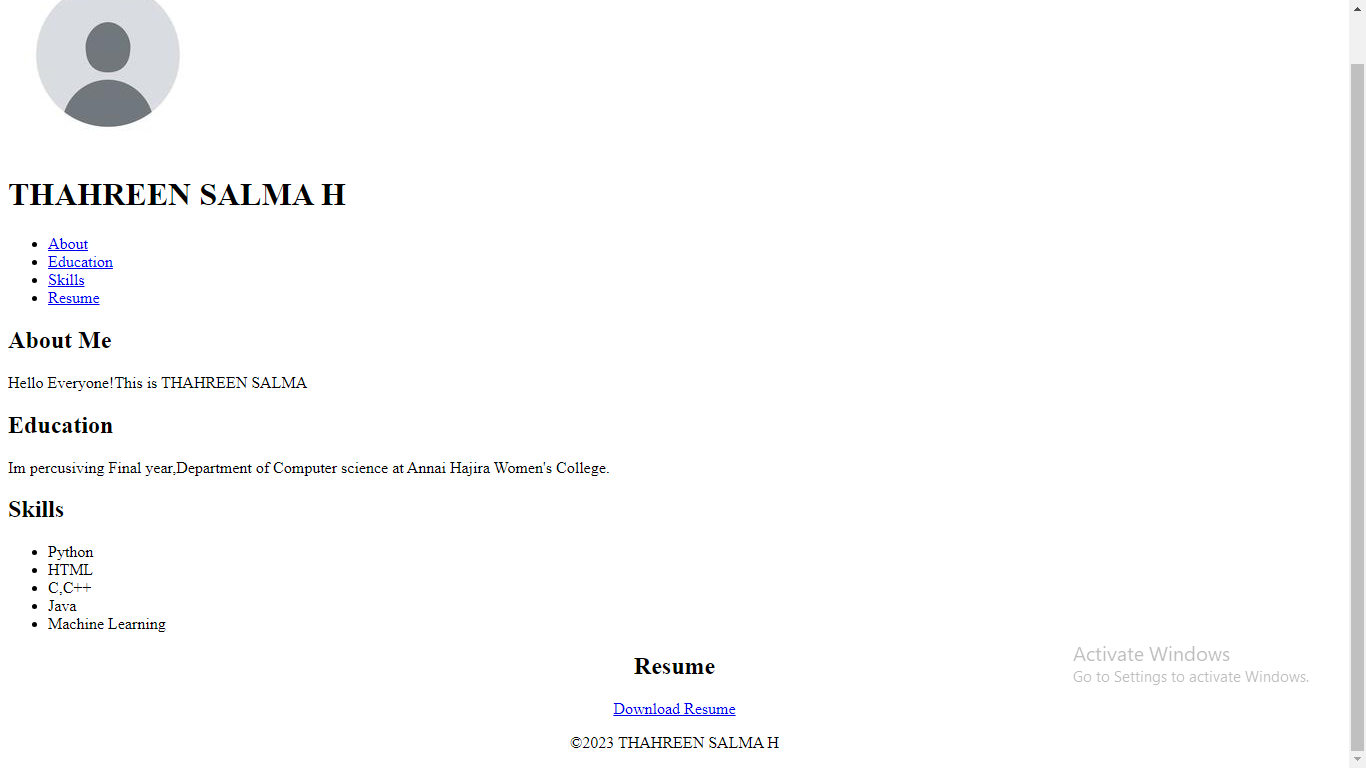 THAHREEN SALMA H
About
Education
Skills
Resume
About Me
Hello Everyone!This is THAHREEN SALMA
Education
Im percusiving Final year,Department of Computer science at Annai Hajira Women's College.
Skills
Python
HTML
C,C++
Java
Machine Learning
Resume
Download Resume
©2023 THAHREEN SALMA H
Activate Windows
Go to Settings to activate Windows.